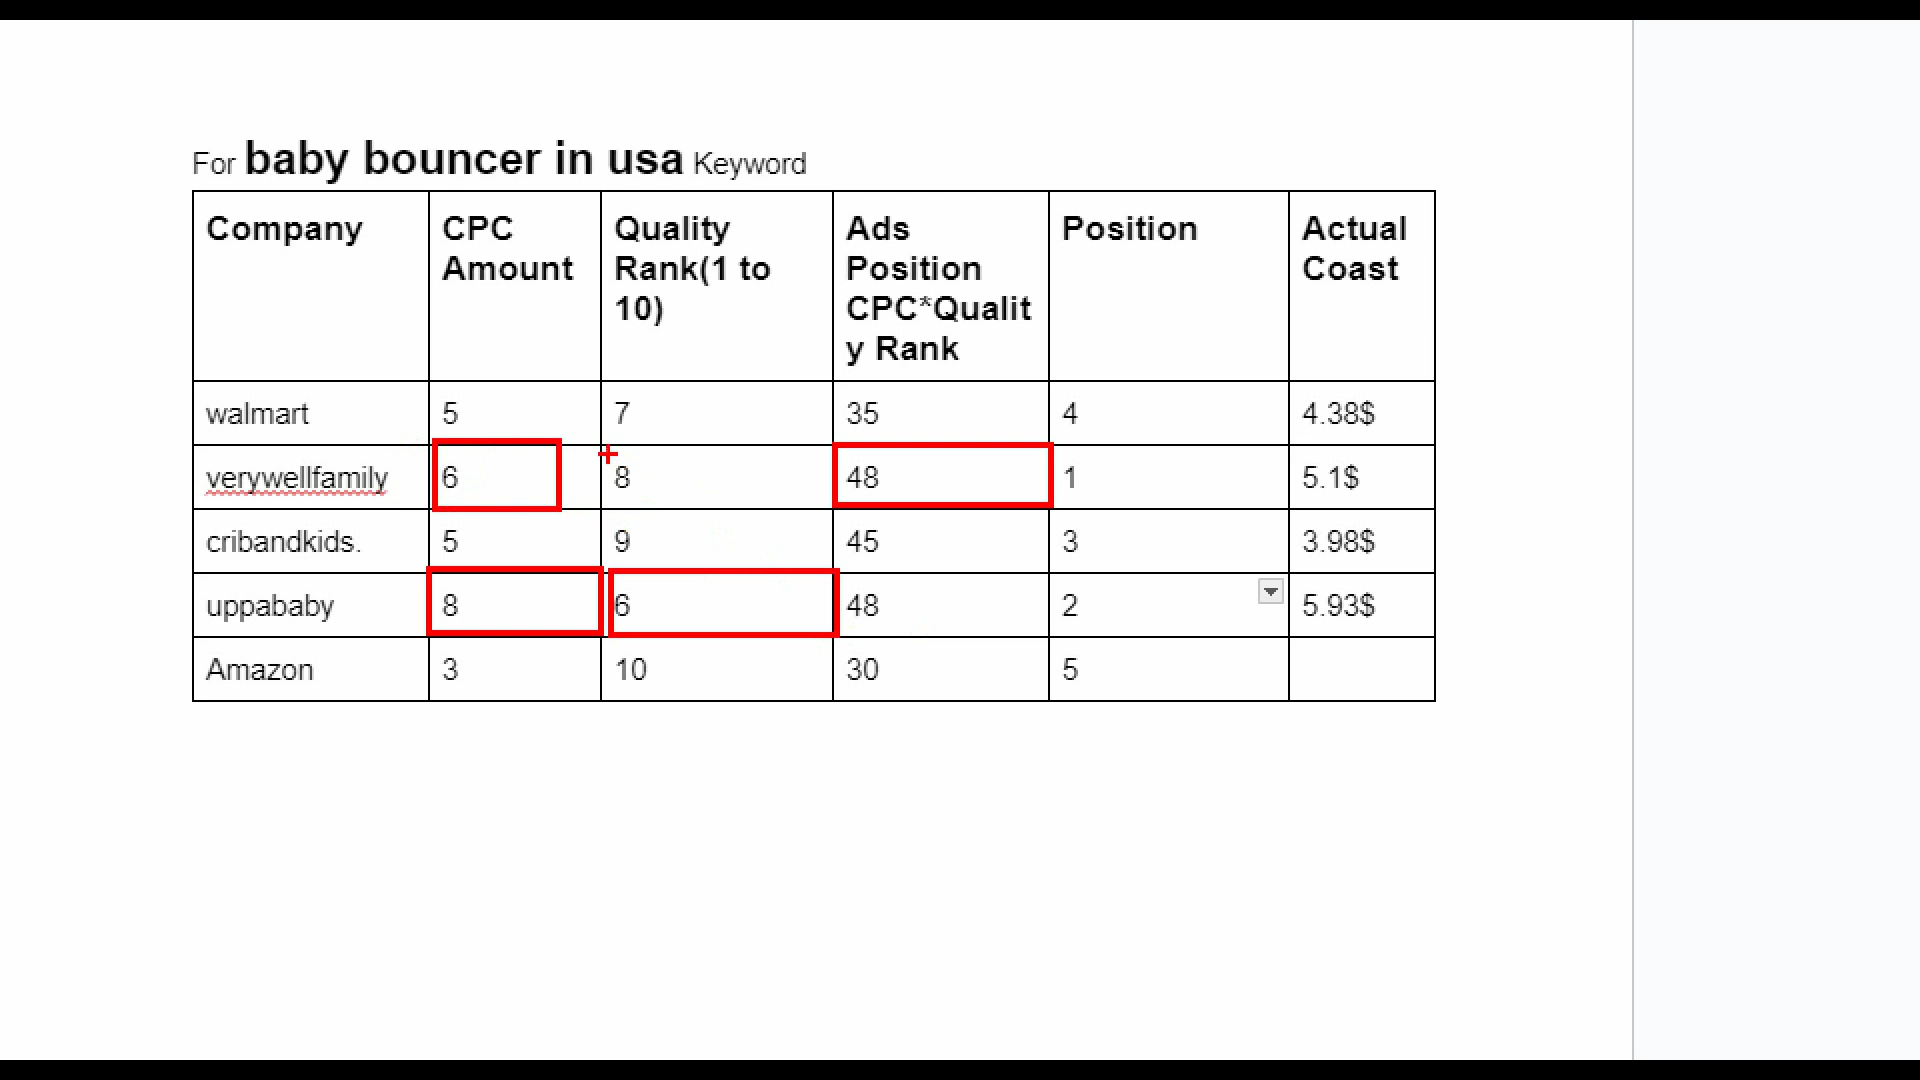 For baby bouncer in usa Keyword
Company CPC Amount Quality Rank(1 to 10) Ads Position CPC*Quality Rank Position Actual Coast
walmart 5 7 35 4 4.38$
verywellfamily 6 8 48 1 5.1$
cribandkids. 5 9 45 3 3.98$
uppababy 8 6 48 2 5.93$
Amazon 3 10 30 5